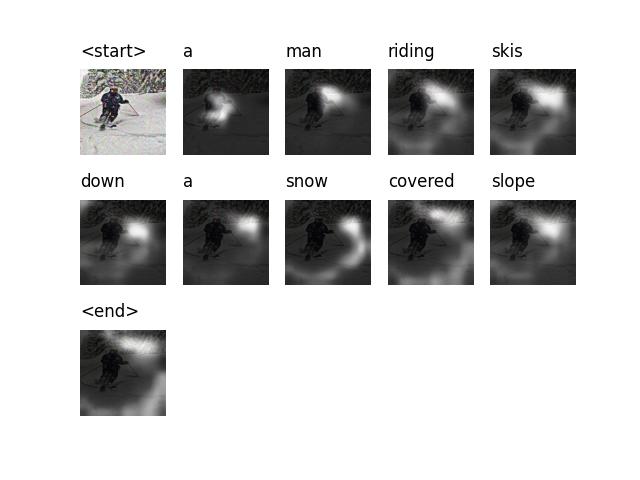 <start> a man riding skis
down a snow covered slope
<end>